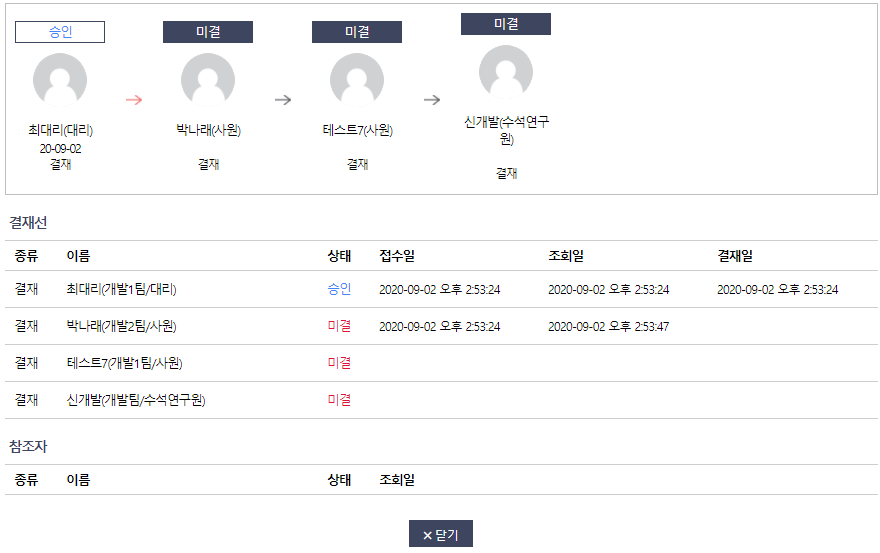 승인
미결
미결
미결
최대리(대리)
20-09-02
결재
박나래(사원)
결재
테스트7(사원)
결재
신개발(수석연구
원)
결재
결재선
종류 이름 상태 접수일 조회일 결재일
결재 최대리(개발1팀/대리) 승인 2020-09-02 오후 2:53:24 2020-09-02 오후 2:53:24 2020-09-02 오후 2:53:24
결재 박나래(개발2팀/사원) 미결 2020-09-02 오후 2:53:24 2020-09-02 오후 2:53:47
결재 테스트7(개발1팀/사원) 미결
결재 신개발(개발팀/수석연구원) 미결
참조자
종류 이름 상태 조회일
× 닫기